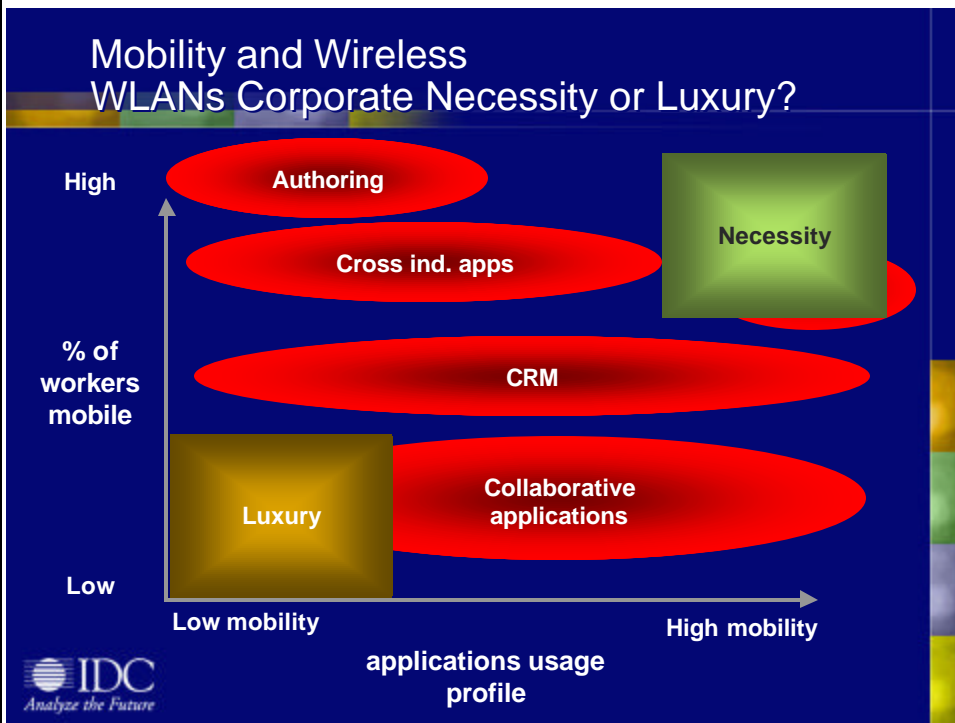 Mobility and Wireless
WLANs Corporate Necessity or Luxury?
High
Authoring
Necessity
Cross ind. apps
% of
workers
mobile
CRM
Collaborative
applications
Luxury
Low
Low mobility
High mobility
applications usage
profile
IDC
Analyze the Future